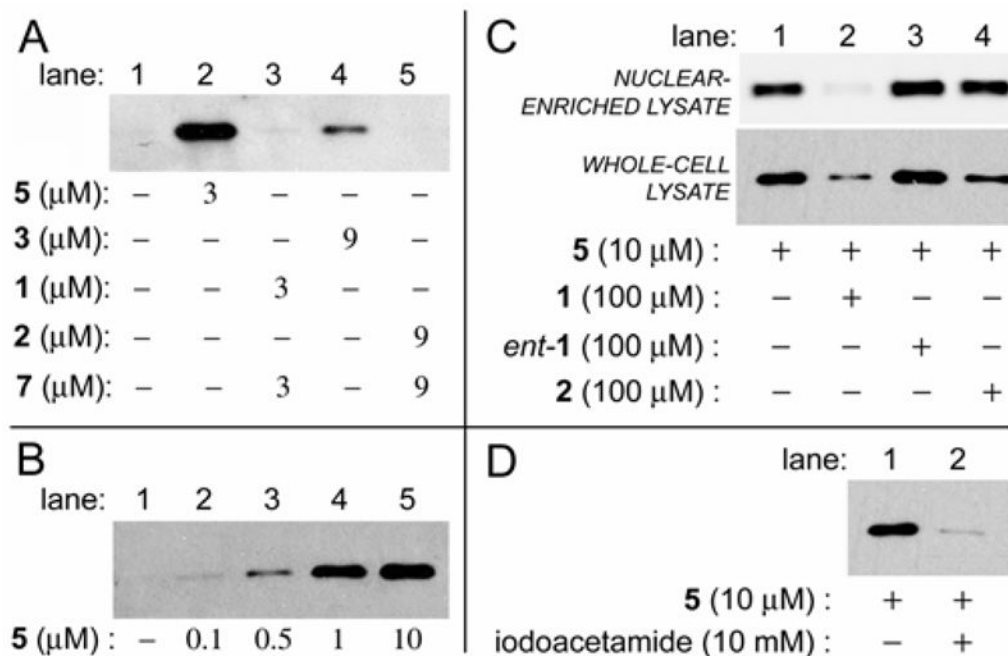 A
lane: 1 2 3 4 5
5 (μM): – 3 – – –
3 (μM): – – – 9 –
1 (μM): – – 3 – –
2 (μM): – – – – 9
7 (μM): – – 3 – 9
B
lane: 1 2 3 4 5
5 (μM): – 0.1 0.5 1 10
C
lane: 1 2 3 4
NUCLEAR-
ENRICHED LYSATE
WHOLE-CELL
LYSATE
5 (10 μM) : + + + +
1 (100 μM) : – + – –
ent-1 (100 μM) : – – + –
2 (100 μM) : – – – +
D
lane: 1 2
5 (10 μM) : + +
iodoacetamide (10 mM) : – +